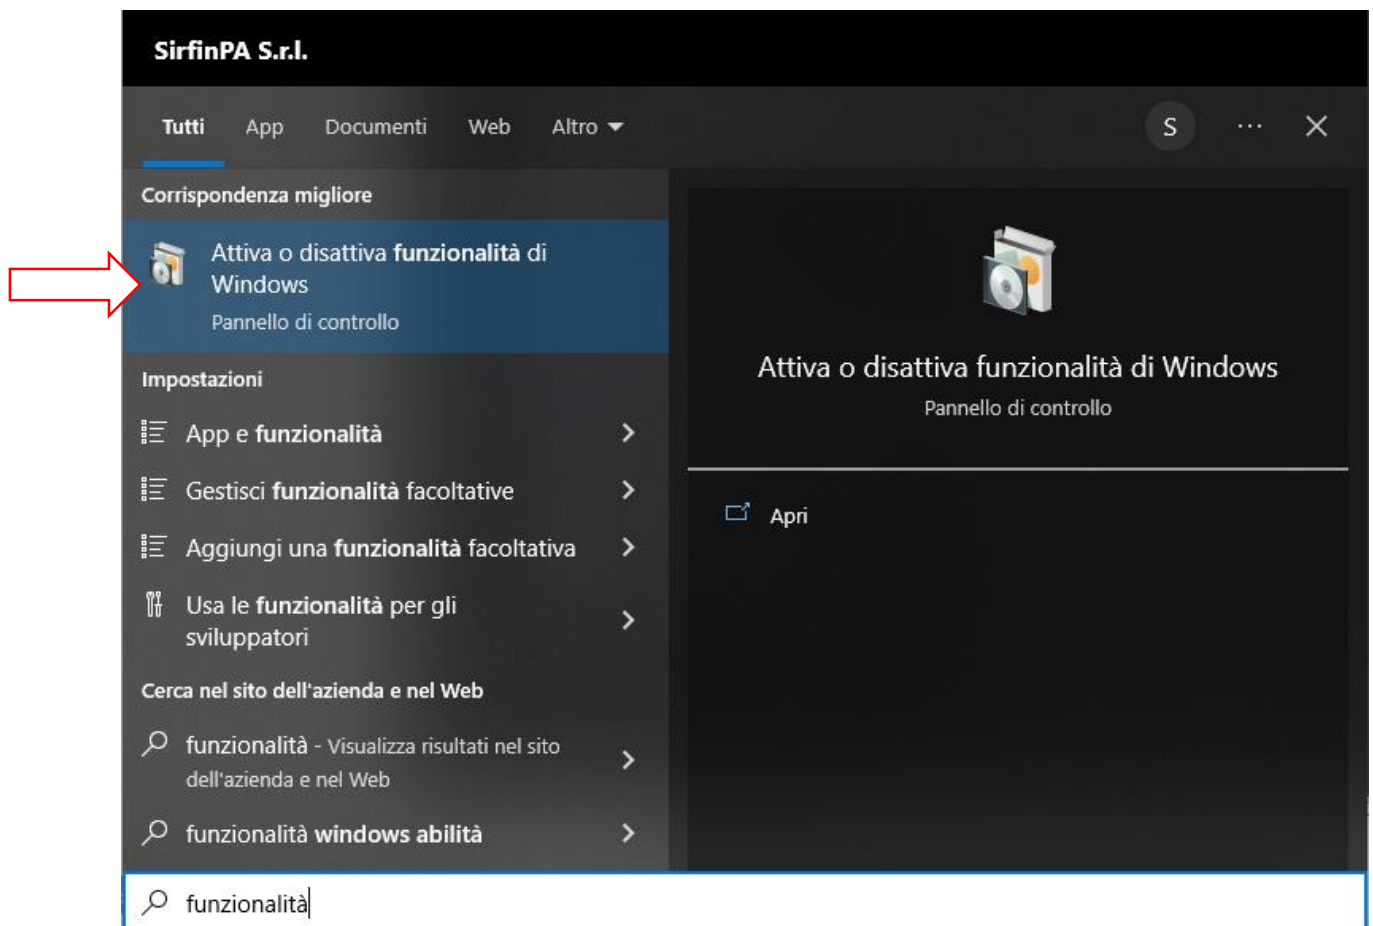 SirfinPA S.r.l.
Tutti App Documenti Web Altro
S ... 
Corrispondenza migliore
Attiva o disattiva funzionalità di
Windows
Pannello di controllo
Impostazioni
App e funzionalità
Gestisci funzionalità facoltative
Aggiungi una funzionalità facoltativa
Usa le funzionalità per gli
sviluppatori
Cerca nel sito dell'azienda e nel Web
funzionalità - Visualizza risultati nel sito
dell'azienda e nel Web
funzionalità windows abilità
funzionalità
Attiva o disattiva funzionalità di Windows
Pannello di controllo
Apri